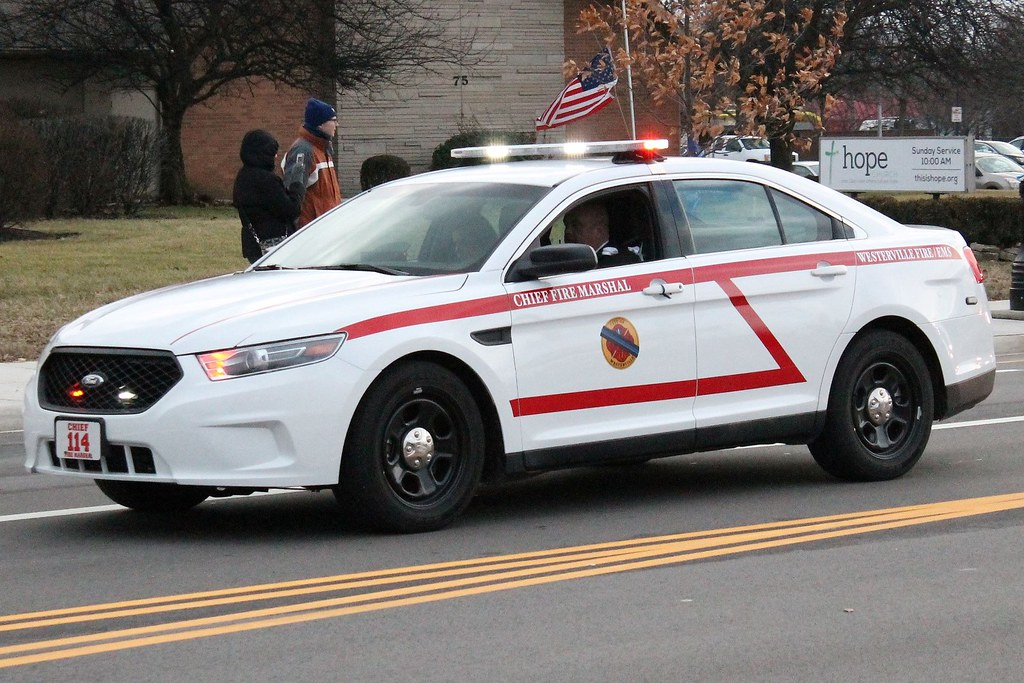 75
hope
Sunday Service
10:00 AM
thisishope.org
CHIEF FIRE MARSHAL
WESTERVILLE FIRE/EMS
Ford
CHIEF
114
FIRE MARSHAL